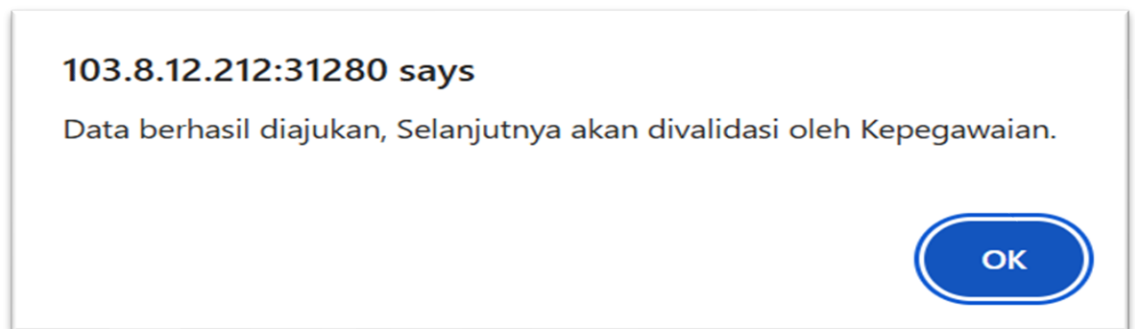 103.8.12.212:31280 says
Data berhasil diajukan, Selanjutnya akan divalidasi oleh Kepegawaian.
OK